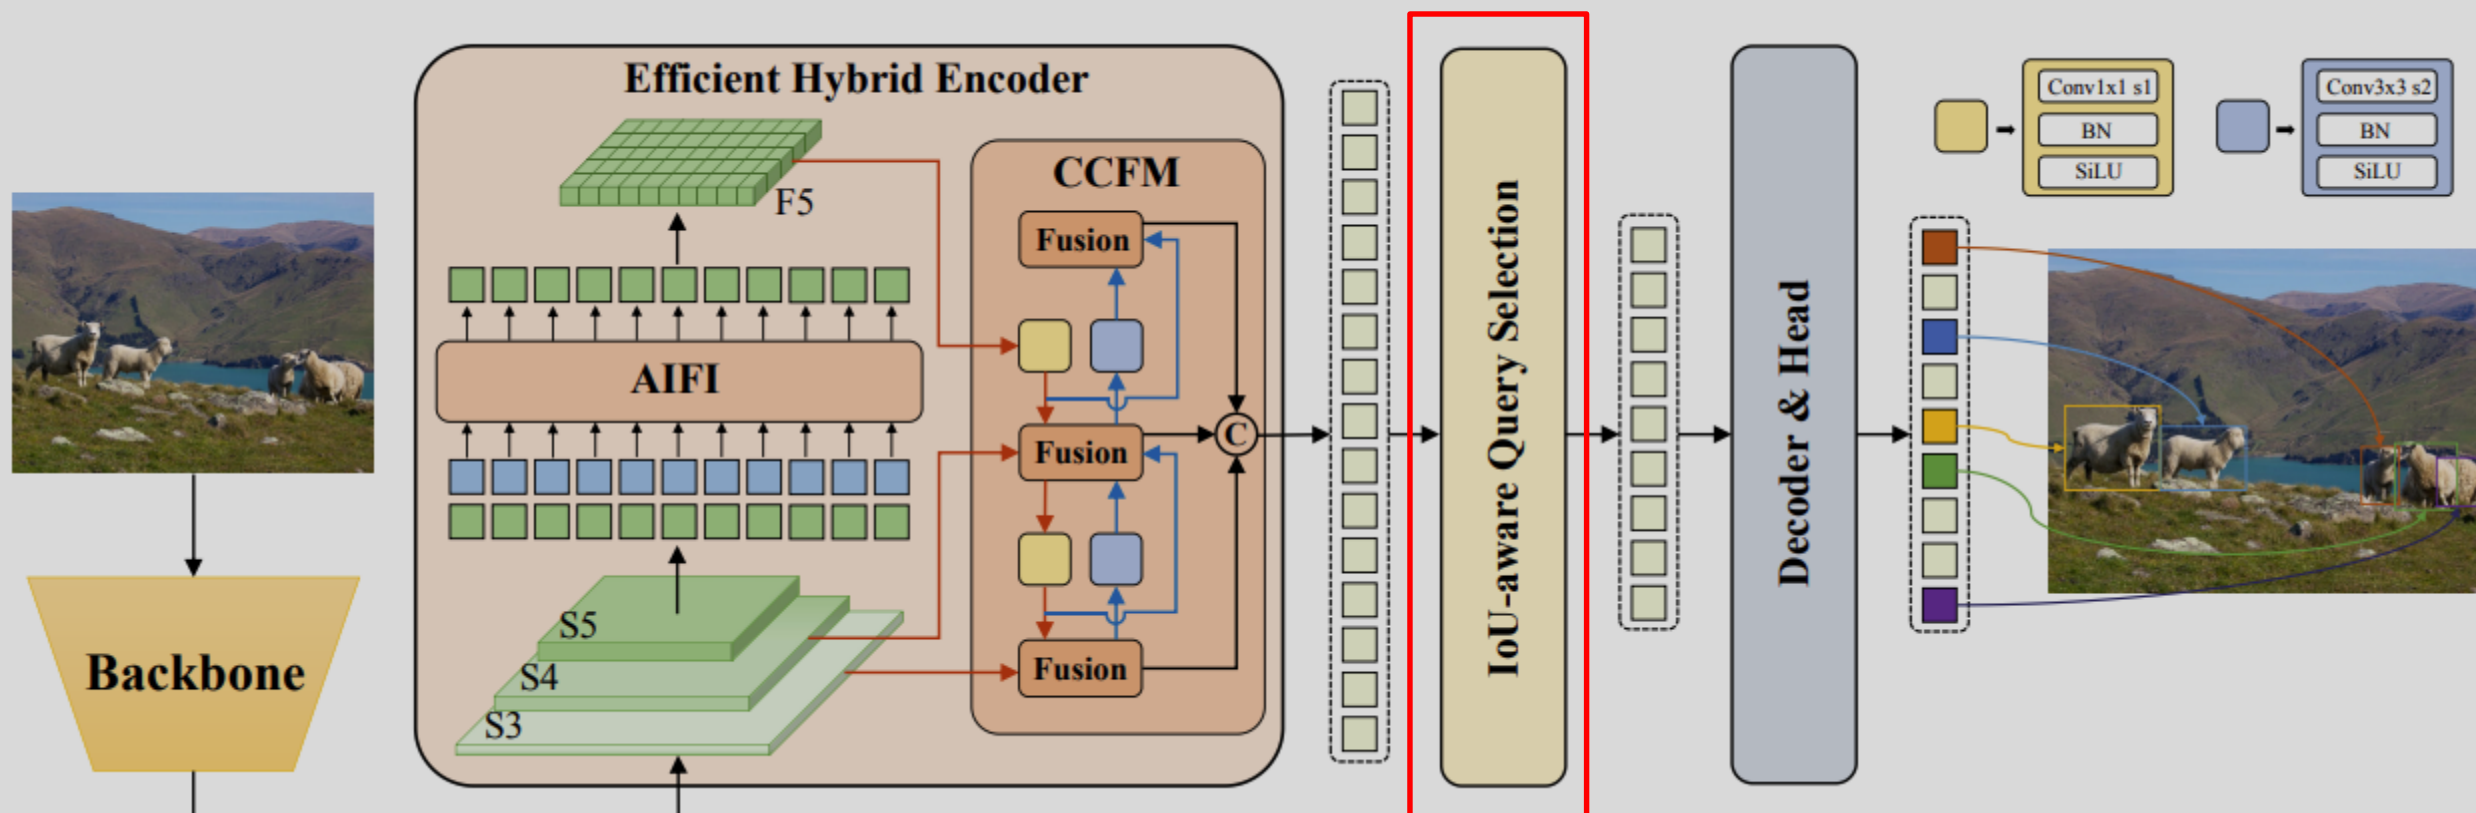 Efficient Hybrid Encoder
F5
CCFM
Fusion
AIFI
Fusion
C
S5
S4
S3
Fusion
Backbone
IoU-aware Query Selection
Decoder & Head
Conv1x1 s1
BN
SiLU
Conv3x3 s2
BN
SiLU